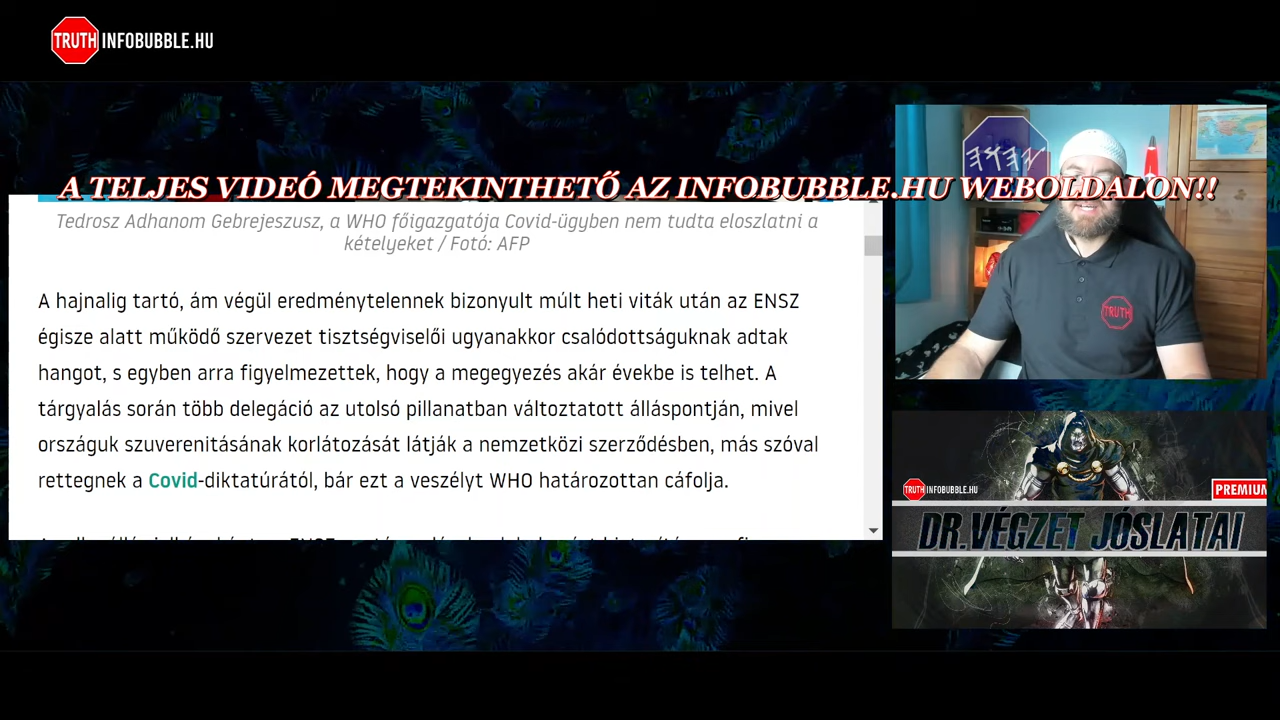 TRUTH INFOBUBBLE.HU
A TELJES VIDEÓ MEGTEKINTHETŐ AZ INFOBUBBLE.HU WEBOLDALON!!
Tedrosz Adhanom Gebrejeszusz, a WHO főigazgatója Covid-ügyben nem tudta eloszlatni a
kételyeket / Fotó: AFP
A hajnalig tartó, ám végül eredménytelennek bizonyult múlt heti viták után az ENSZ
égisze alatt működő szervezet tisztségviselői ugyanakkor csalódottságuknak adtak
hangot, s egyben arra figyelmezettek, hogy a megegyezés akár évekbe is telhet. A
tárgyalás során több delegáció az utolsó pillanatban változtatott álláspontján, mivel
országuk szuverenitásának korlátozását látják a nemzetközi szerződésben, más szóval
rettegnek a Covid-diktatúrától, bár ezt a veszélyt WHO határozottan cáfolja.
TRUTH
TRUTH INFOBUBBLE.HU
PREMIUM
DR.VÉGZET JÓSLATAI